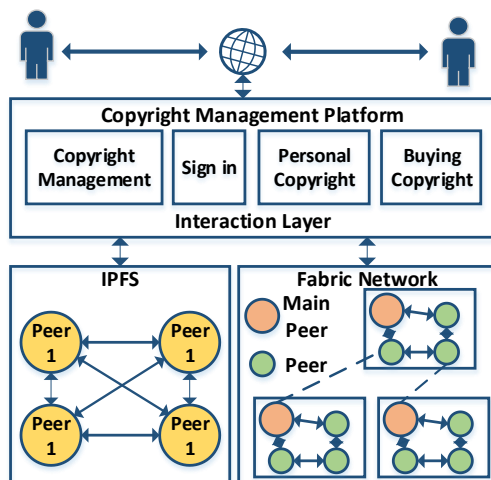 Copyright Management Platform
Copyright
Management
Sign in
Personal
Copyright
Buying
Copyright
Interaction Layer
IPFS
Peer
1
Peer
1
Peer
1
Peer
1
Fabric Network
Main
Peer
Peer